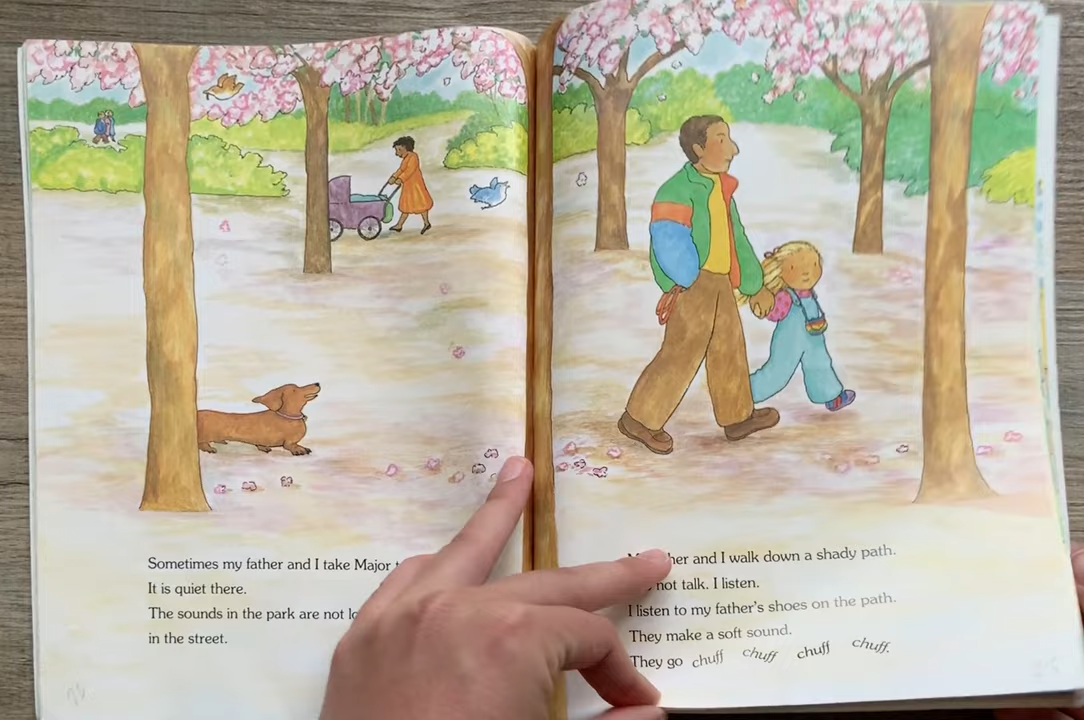 Sometimes my father and I take Major
It is quiet there.
The sounds in the park are not
in the street.
and I walk down a shady path.
not talk. I listen.
I listen to my father's shoes on the path.
They make a soft sound.
They go chuff chuff chuff chuff.